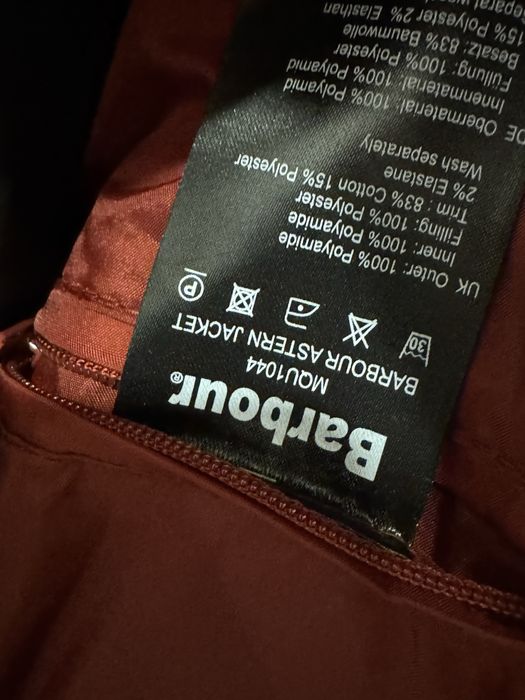 Barbour®
MQU1044
BARBOUR ASTERN JACKET
30
P
UK Outer: 100% Polyamide
Inner: 100% Polyamide
Filling: 100% Polyester
Trim : 83% Cotton 15% Polyester
2% Elastane
Wash separately
DE Obermaterial: 100% Polyamid
Innenmaterial: 100% Polyamid
Füllung: 100% Polyester
Besatz: 83% Baumwolle
15% Polyester 2% Elasthan